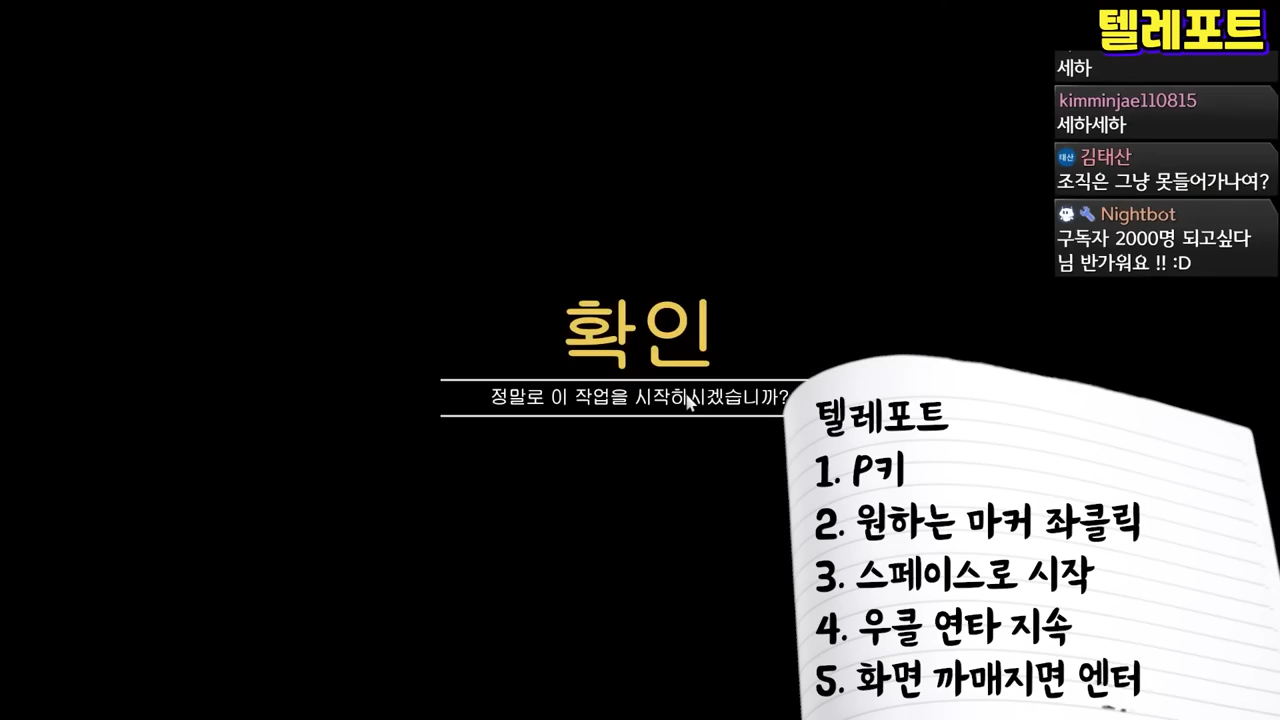 텔레포트
세하
kimminjae110815
세하세하
태산 김태산
조직은 그냥 못들어가나여?
Nightbot
구독자 2000명 되고싶다
님 반가워요 !! :D
확인
정말로 이 작업을 시작하시겠습니까?
텔레포트
1. P키
2. 원하는 마커 좌클릭
3. 스페이스로 시작
4. 우클 연타 지속
5. 화면 까매지면 엔터